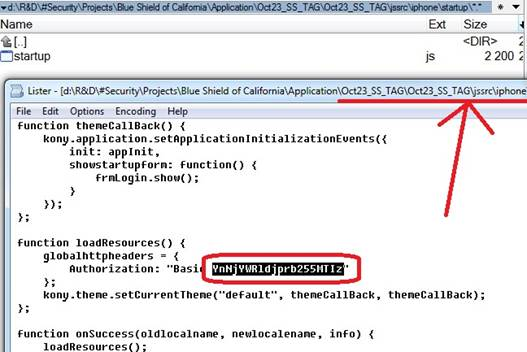 d:\R&D\#Security\Projects\Blue Shield of California\Application\Oct23_SS_TAG\Oct23_SS_TAG\jssrc\iphone\startup\*.*
Name Ext Size
[..] <DIR> 2
startup js 2 200 2
Lister - [d:\R&D\#Security\Projects\Blue Shield of California\Application\Oct23_SS_TAG\Oct23_SS_TAG\jssrc\iphone
File Edit Options Encoding Help
function themeCallBack() {
kony.application.setApplicationInitializationEvents({
init: appInit,
showstartupform: function() {
frmLogin.show();
}
});
};
function loadResources() {
globalhttpheaders = {
Authorization: "Basic YnNjYWRldjprb255MTIz"
};
kony.theme.setCurrentTheme("default", themeCallBack, themeCallBack);
};
function onSuccess(oldlocalname, newlocalename, info) {
loadResources();